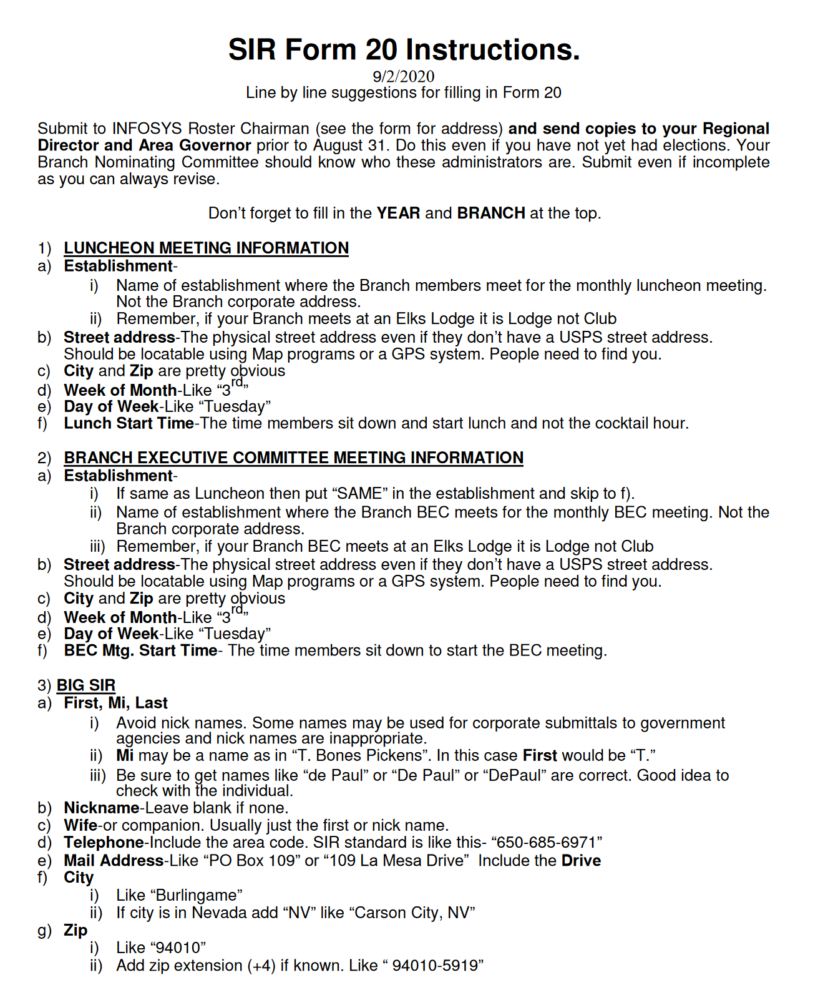 SIR Form 20 Instructions.
9/2/2020
Line by line suggestions for filling in Form 20
Submit to INFOSYS Roster Chairman (see the form for address) and send copies to your Regional
Director and Area Governor prior to August 31. Do this even if you have not yet had elections. Your
Branch Nominating Committee should know who these administrators are. Submit even if incomplete
as you can always revise.
Don’t forget to fill in the YEAR and BRANCH at the top.
1) LUNCHEON MEETING INFORMATION
a) Establishment-
i) Name of establishment where the Branch members meet for the monthly luncheon meeting.
Not the Branch corporate address.
ii) Remember, if your Branch meets at an Elks Lodge it is Lodge not Club
b) Street address-The physical street address even if they don’t have a USPS street address.
Should be locatable using Map programs or a GPS system. People need to find you.
c) City and Zip are pretty obvious
d) Week of Month-Like “3rd”
e) Day of Week-Like “Tuesday”
f) Lunch Start Time-The time members sit down and start lunch and not the cocktail hour.
2) BRANCH EXECUTIVE COMMITTEE MEETING INFORMATION
a) Establishment-
i) If same as Luncheon then put “SAME” in the establishment and skip to f).
ii) Name of establishment where the Branch BEC meets for the monthly BEC meeting. Not the
Branch corporate address.
iii) Remember, if your Branch BEC meets at an Elks Lodge it is Lodge not Club
b) Street address-The physical street address even if they don’t have a USPS street address.
Should be locatable using Map programs or a GPS system. People need to find you.
c) City and Zip are pretty obvious
d) Week of Month-Like “3rd”
e) Day of Week-Like “Tuesday”
f) BEC Mtg. Start Time- The time members sit down to start the BEC meeting.
3) BIG SIR
a) First, Mi, Last
i) Avoid nick names. Some names may be used for corporate submittals to government
agencies and nick names are inappropriate.
ii) Mi may be a name as in “T. Bones Pickens”. In this case First would be “T.”
iii) Be sure to get names like “de Paul” or “De Paul” or “DePaul” are correct. Good idea to
check with the individual.
b) Nickname-Leave blank if none.
c) Wife-or companion. Usually just the first or nick name.
d) Telephone-Include the area code. SIR standard is like this- “650-685-6971”
e) Mail Address-Like “PO Box 109” or “109 La Mesa Drive”  Include the Drive
f) City
i) Like “Burlingame”
ii) If city is in Nevada add “NV” like “Carson City, NV”
g) Zip
i) Like “94010”
ii) Add zip extension (+4) if known. Like “ 94010-5919”